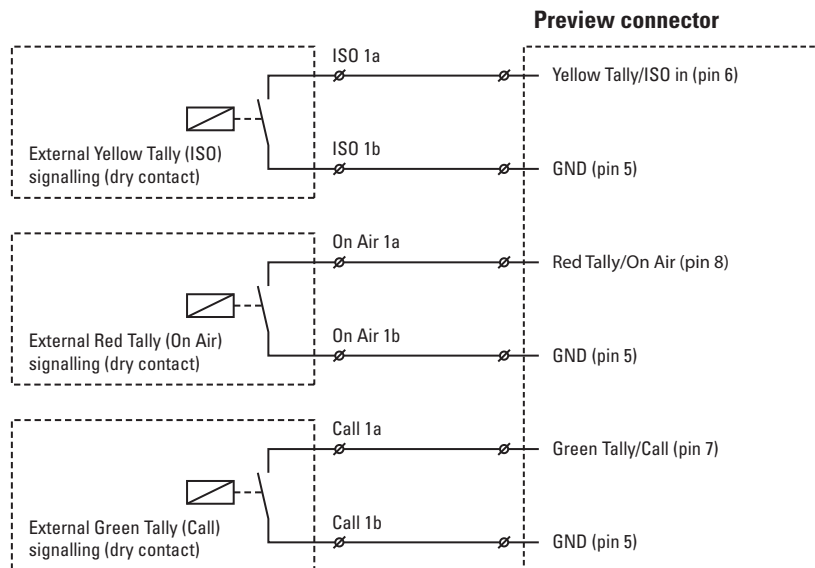 Preview connector
ISO 1a
Yellow Tally/ISO in (pin 6)
External Yellow Tally (ISO)
signalling (dry contact)
ISO 1b
GND (pin 5)
On Air 1a
Red Tally/On Air (pin 8)
External Red Tally (On Air)
signalling (dry contact)
On Air 1b
GND (pin 5)
Call 1a
Green Tally/Call (pin 7)
External Green Tally (Call)
signalling (dry contact)
Call 1b
GND (pin 5)